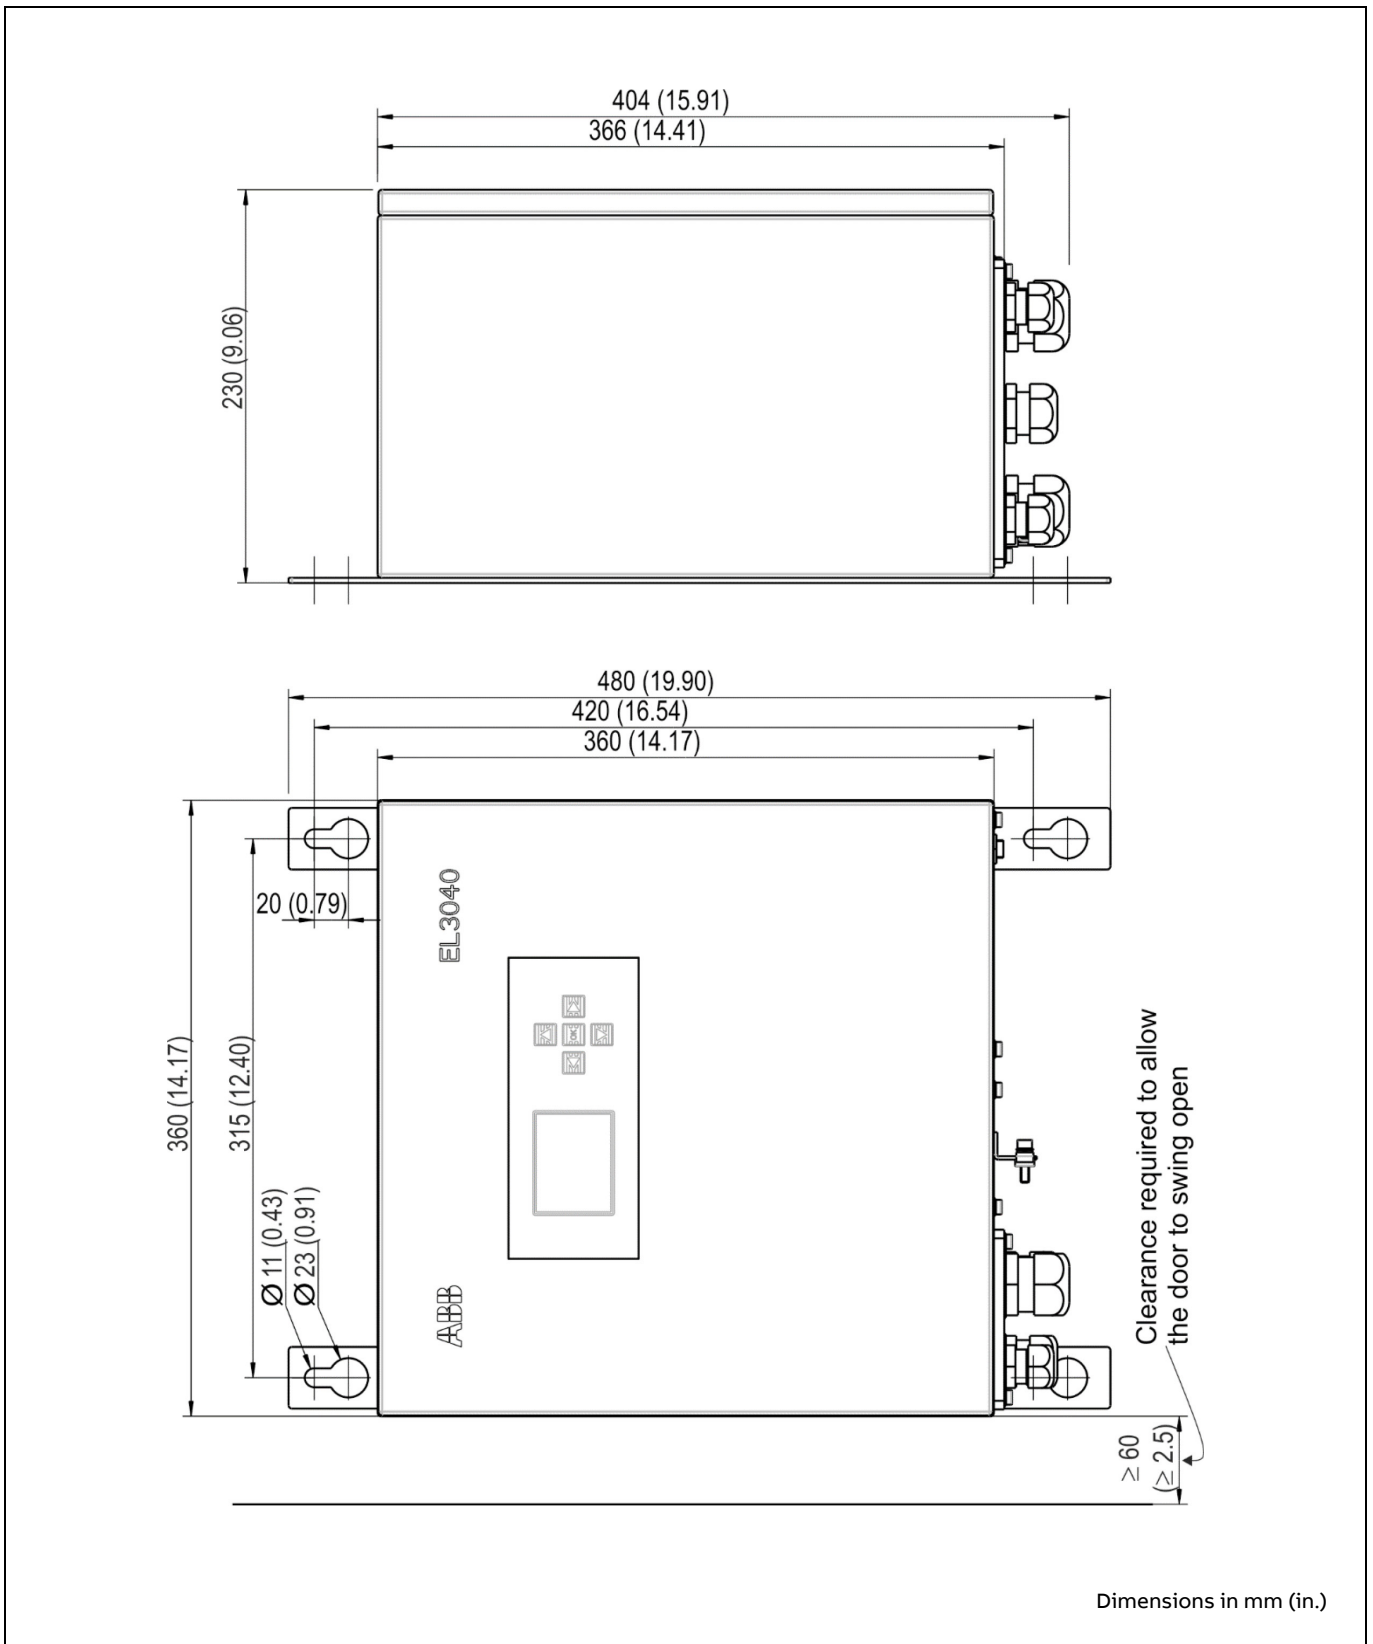 404 (15.91)
366 (14.41)
230 (9.06)
480 (19.90)
420 (16.54)
360 (14.17)
20 (0.79)
EL3040
OK
360 (14.17)
315 (12.40)
Ø 11 (0.43)
Ø 23 (0.91)
ABB
Clearance required to allow
the door to swing open
≥ 60
(≥ 2.5)
Dimensions in mm (in.)